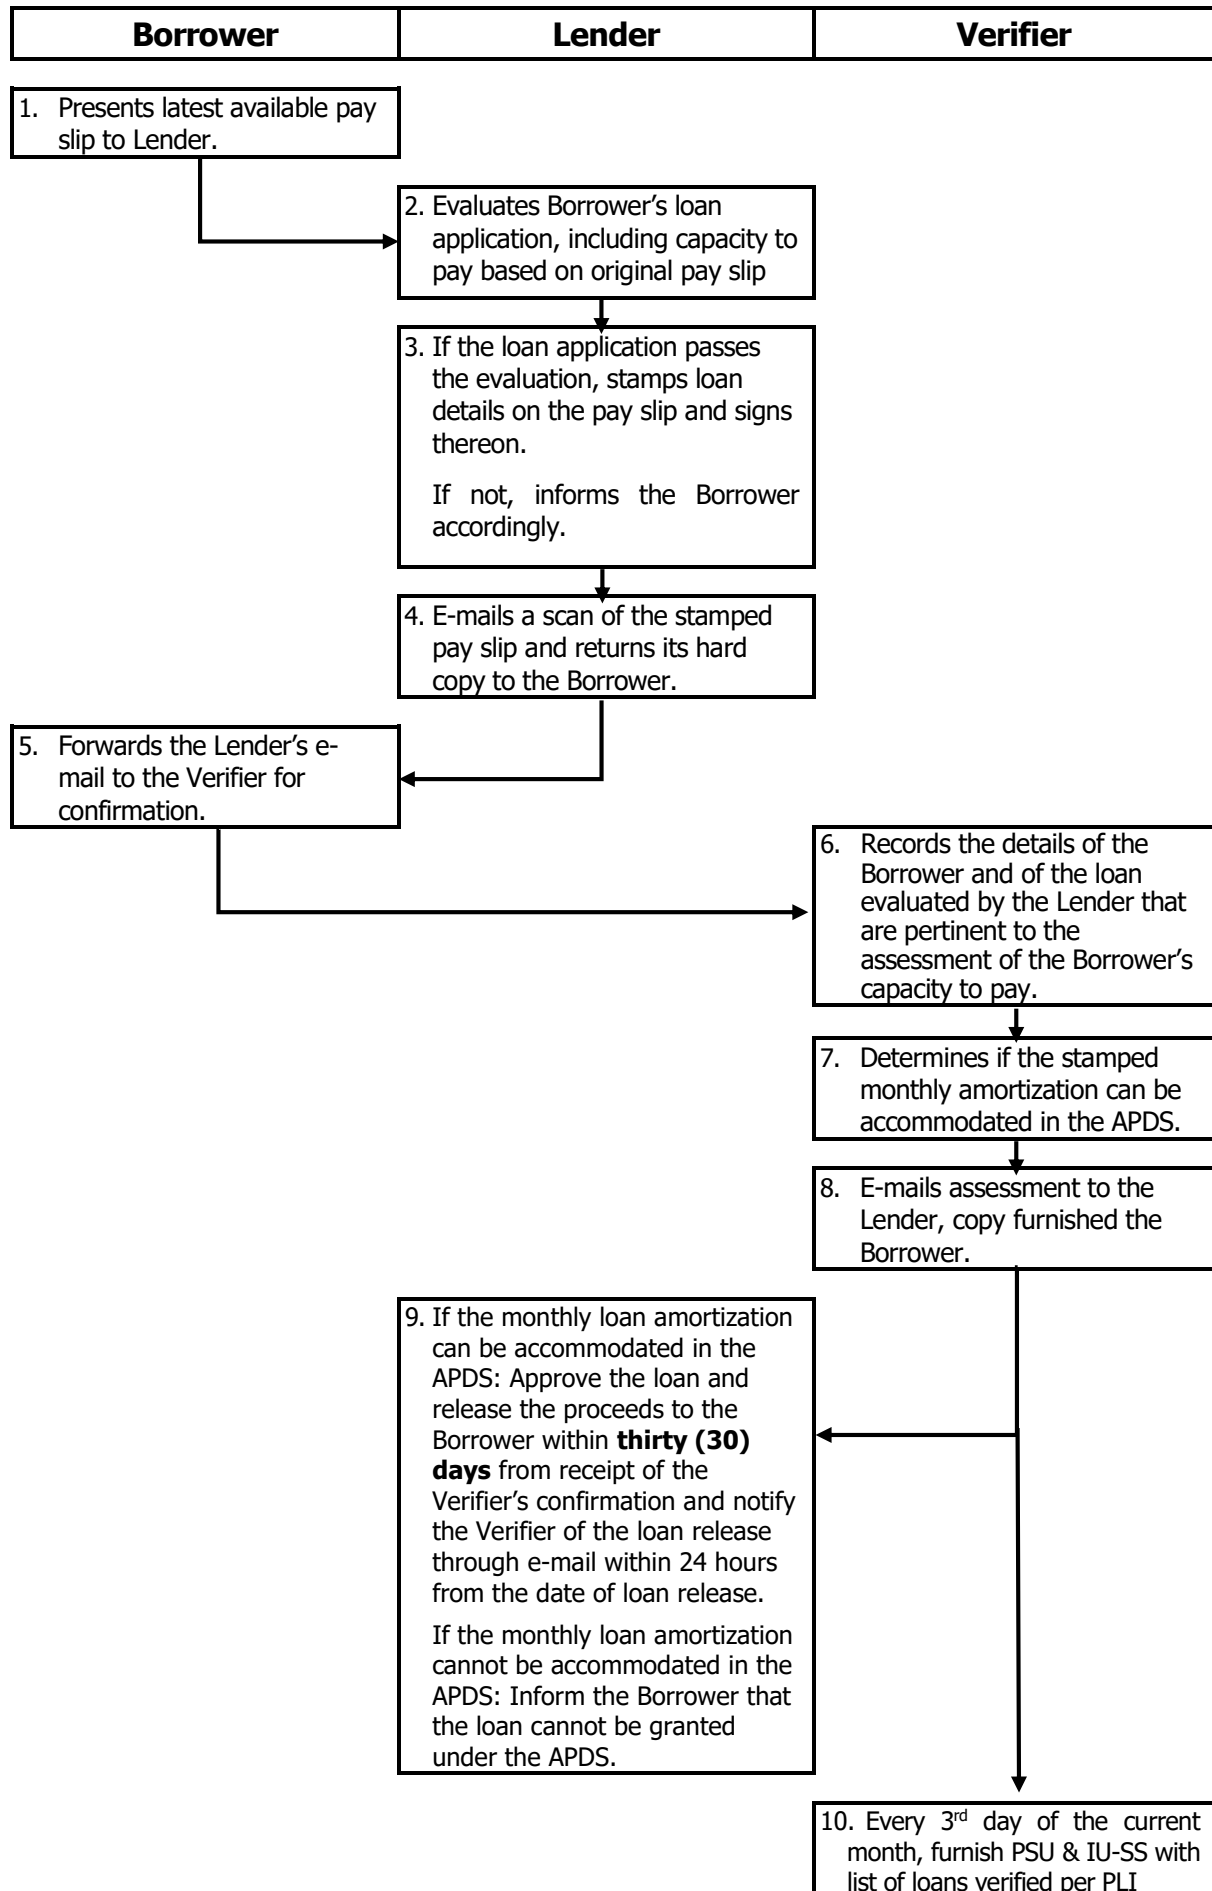 Borrower
Lender
Verifier
1. Presents latest available pay
slip to Lender.
2. Evaluates Borrower’s loan
application, including capacity to
pay based on original pay slip
3. If the loan application passes
the evaluation, stamps loan
details on the pay slip and signs
thereon.
If not, informs the Borrower
accordingly.
4. E-mails a scan of the stamped
pay slip and returns its hard
copy to the Borrower.
5. Forwards the Lender’s e-
mail to the Verifier for
confirmation.
6. Records the details of the
Borrower and of the loan
evaluated by the Lender that
are pertinent to the
assessment of the Borrower’s
capacity to pay.
7. Determines if the stamped
monthly amortization can be
accommodated in the APDS.
8. E-mails assessment to the
Lender, copy furnished the
Borrower.
9. If the monthly loan amortization
can be accommodated in the
APDS: Approve the loan and
release the proceeds to the
Borrower within thirty (30)
days from receipt of the
Verifier’s confirmation and notify
the Verifier of the loan release
through e-mail within 24 hours
from the date of loan release.
If the monthly loan amortization
cannot be accommodated in the
APDS: Inform the Borrower that
the loan cannot be granted
under the APDS.
10. Every 3rd day of the current
month, furnish PSU & IU-SS with
list of loans verified per PLI